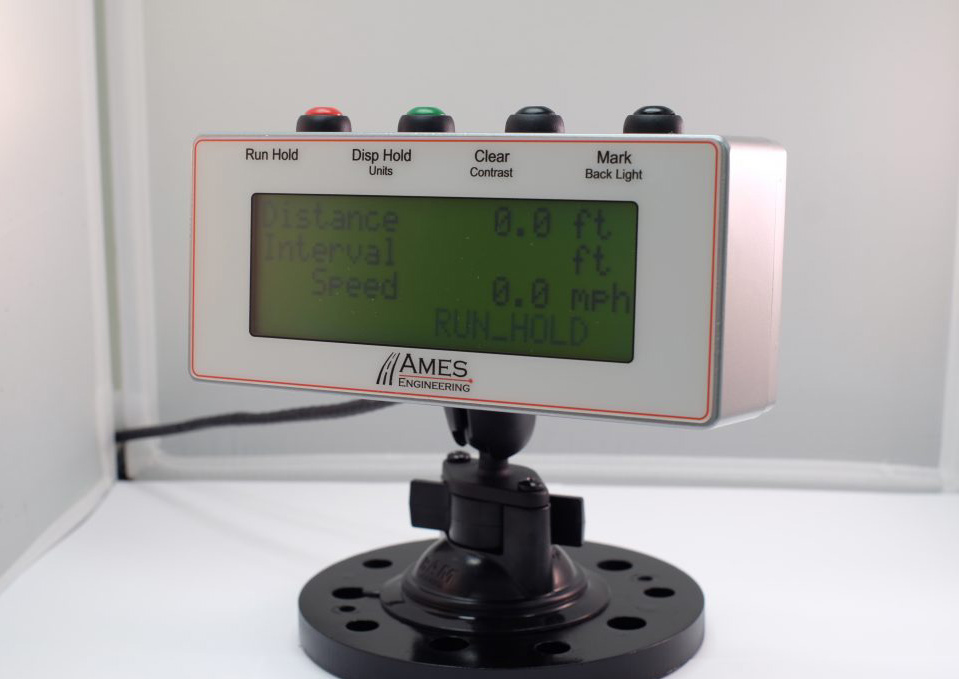 Run Hold
Disp Hold
Units
Clear
Contrast
Mark
Back Light
Distance 0.0 ft
Interval ft
Speed 0.0 mph
RUN_HOLD
AMES
ENGINEERING